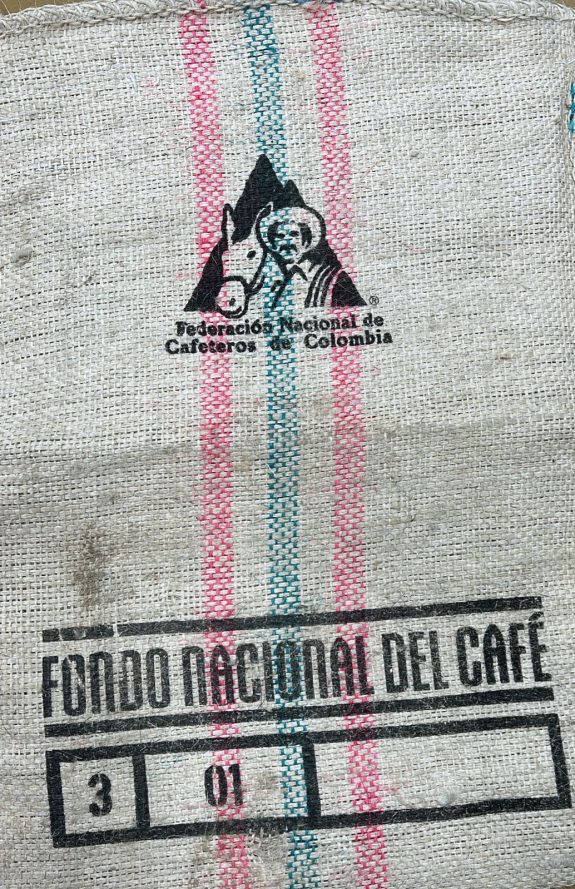 ®
Federación Nacional de
Cafeteros de Colombia
FONDO NACIONAL DEL CAFÉ
3 01